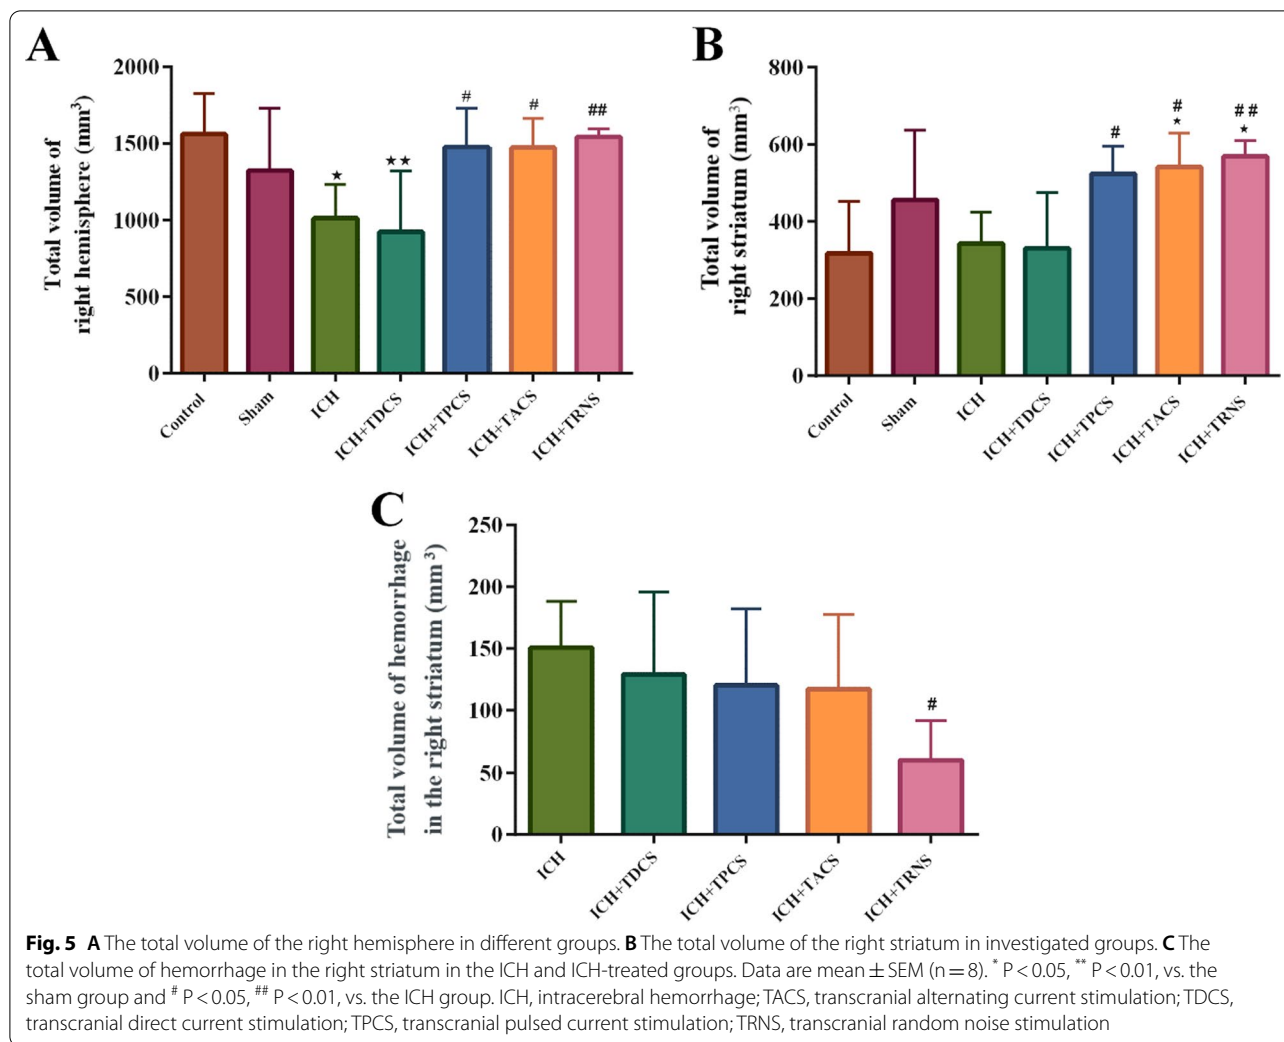 A
Total volume of
right hemisphere (mm³)
2000
1500
1000
500
0
#
#
##
★
★★
Control
Sham
ICH
ICH+TDCS
ICH+TPCS
ICH+TACS
ICH+TRNS
B
Total volume of
right striatum (mm³)
800
600
400
200
0
#
#
★
##
★
Control
Sham
ICH
ICH+TDCS
ICH+TPCS
ICH+TACS
ICH+TRNS
C
Total volume of hemorrhage
in the right striatum (mm³)
250
200
150
100
50
0
#
ICH
ICH+TDCS
ICH+TPCS
ICH+TACS
ICH+TRNS
Fig. 5 A The total volume of the right hemisphere in different groups. B The total volume of the right striatum in investigated groups. C The
total volume of hemorrhage in the right striatum in the ICH and ICH-treated groups. Data are mean ± SEM (n = 8). * P < 0.05, ** P < 0.01, vs. the
sham group and # P < 0.05, ## P < 0.01, vs. the ICH group. ICH, intracerebral hemorrhage; TACS, transcranial alternating current stimulation; TDCS,
transcranial direct current stimulation; TPCS, transcranial pulsed current stimulation; TRNS, transcranial random noise stimulation